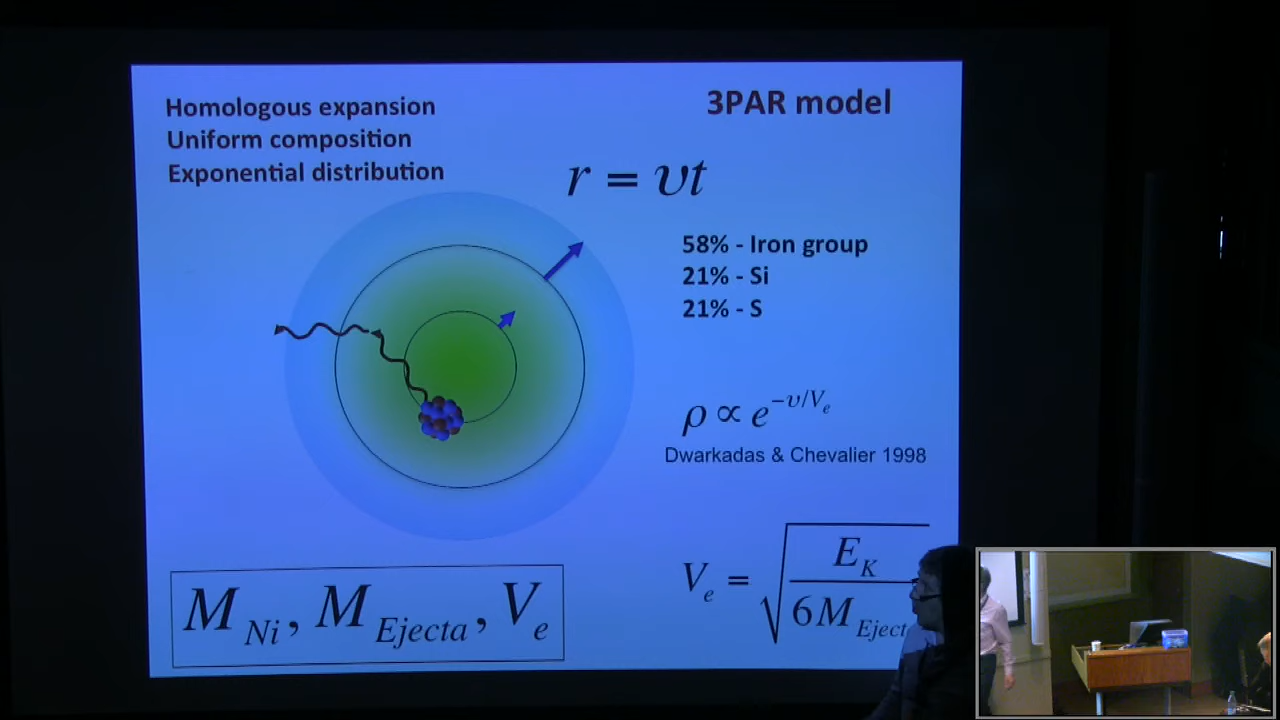 Homologous expansion
Uniform composition
Exponential distribution
3PAR model
r = υt
58% - Iron group
21% - Si
21% - S
ρ ∝ e^{-υ/V_e}
Dwarkadas & Chevalier 1998
V_e = √(E_K / 6M_Eject
M_Ni, M_Ejecta, V_e